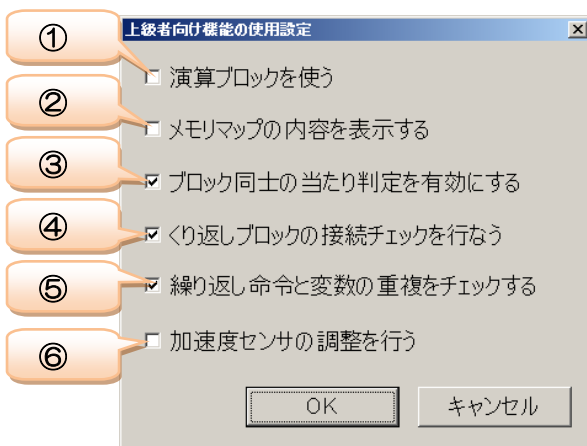 上級者向け機能の使用設定
① 演算ブロックを使う
② メモリマップの内容を表示する
③ ブロック同士の当たり判定を有効にする
④ くり返しブロックの接続チェックを行なう
⑤ 繰り返し命令と変数の重複をチェックする
⑥ 加速度センサの調整を行う
OK キャンセル